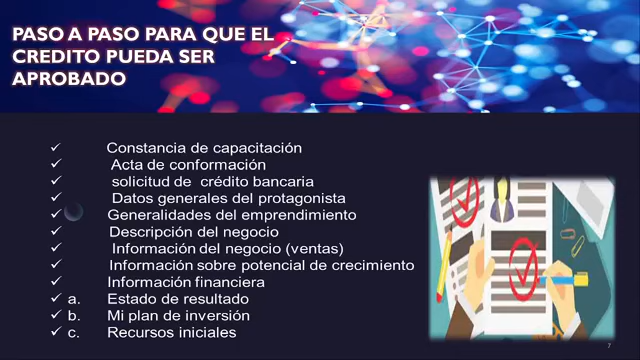 PASO A PASO PARA QUE EL
CREDITO PUEDA SER
APROBADO
✓ Constancia de capacitación
✓ Acta de conformación
✓ solicitud de crédito bancaria
✓ Datos generales del protagonista
✓ Generalidades del emprendimiento
✓ Descripción del negocio
✓ Información del negocio (ventas)
✓ Información sobre potencial de crecimiento
✓ Información financiera
✓ a. Estado de resultado
✓ b. Mi plan de inversión
✓ c. Recursos iniciales
7